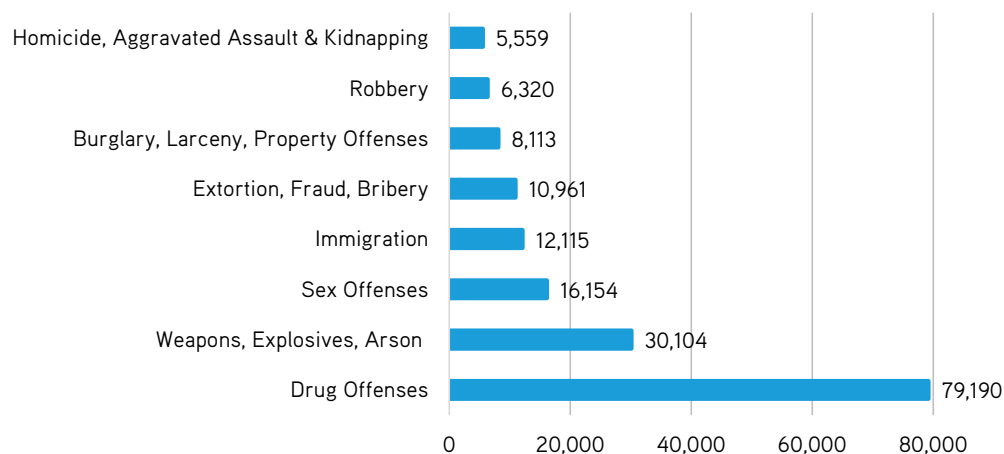 Homicide, Aggravated Assault & Kidnapping 5,559
Robbery 6,320
Burglary, Larceny, Property Offenses 8,113
Extortion, Fraud, Bribery 10,961
Immigration 12,115
Sex Offenses 16,154
Weapons, Explosives, Arson 30,104
Drug Offenses 79,190
0 20,000 40,000 60,000 80,000